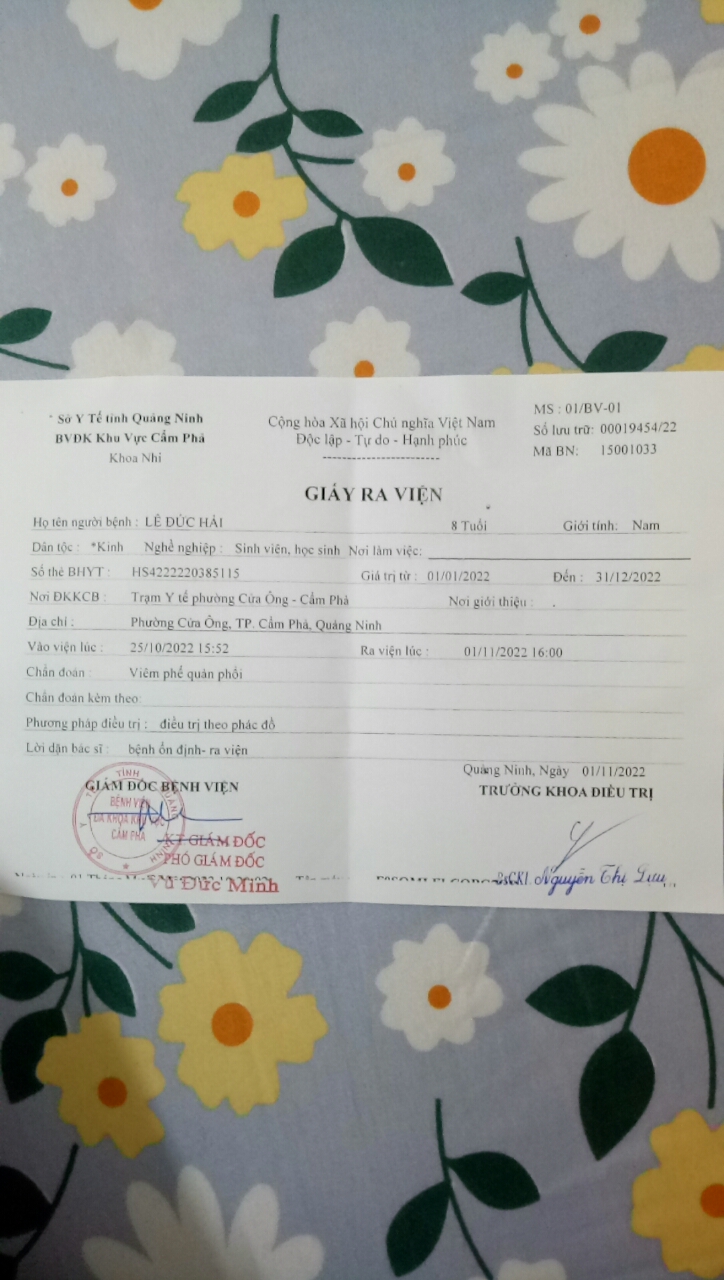 Sở Y Tế tỉnh Quảng Ninh
BVĐK Khu Vực Cẩm Phả
Khoa Nhi
Cộng hòa Xã hội Chủ nghĩa Việt Nam
Độc lập - Tự do - Hạnh phúc
MS : 01/BV-01
Số lưu trữ: 00019454/22
Mã BN: 15001033
GIẤY RA VIỆN
Họ tên người bệnh : LÊ ĐỨC HẢI 8 Tuổi Giới tính: Nam
Dân tộc : *Kinh Nghề nghiệp : Sinh viên, học sinh Nơi làm việc:
Số thẻ BHYT : HS4222220385115 Giá trị từ : 01/01/2022 Đến : 31/12/2022
Nơi ĐKKCB : Trạm Y tế phường Cửa Ông - Cẩm Phả Nơi giới thiệu : .
Địa chỉ : Phường Cửa Ông, TP. Cẩm Phả, Quảng Ninh
Vào viện lúc : 25/10/2022 15:52 Ra viện lúc : 01/11/2022 16:00
Chẩn đoán : Viêm phế quản phổi
Chẩn đoán kèm theo:
Phương pháp điều trị : điều trị theo phác đồ
Lời dặn bác sĩ : bệnh ổn định- ra viện
Quảng Ninh, Ngày 01/11/2022
GIÁM ĐỐC BỆNH VIỆN
TRƯỞNG KHOA ĐIỀU TRỊ
BỆNH VIỆN
ĐA KHOA KHU VỰC
CẨM PHẢ
KT GIÁM ĐỐC
PHÓ GIÁM ĐỐC
Vũ Đức Minh
BsCKI. Nguyễn Thị Dịu